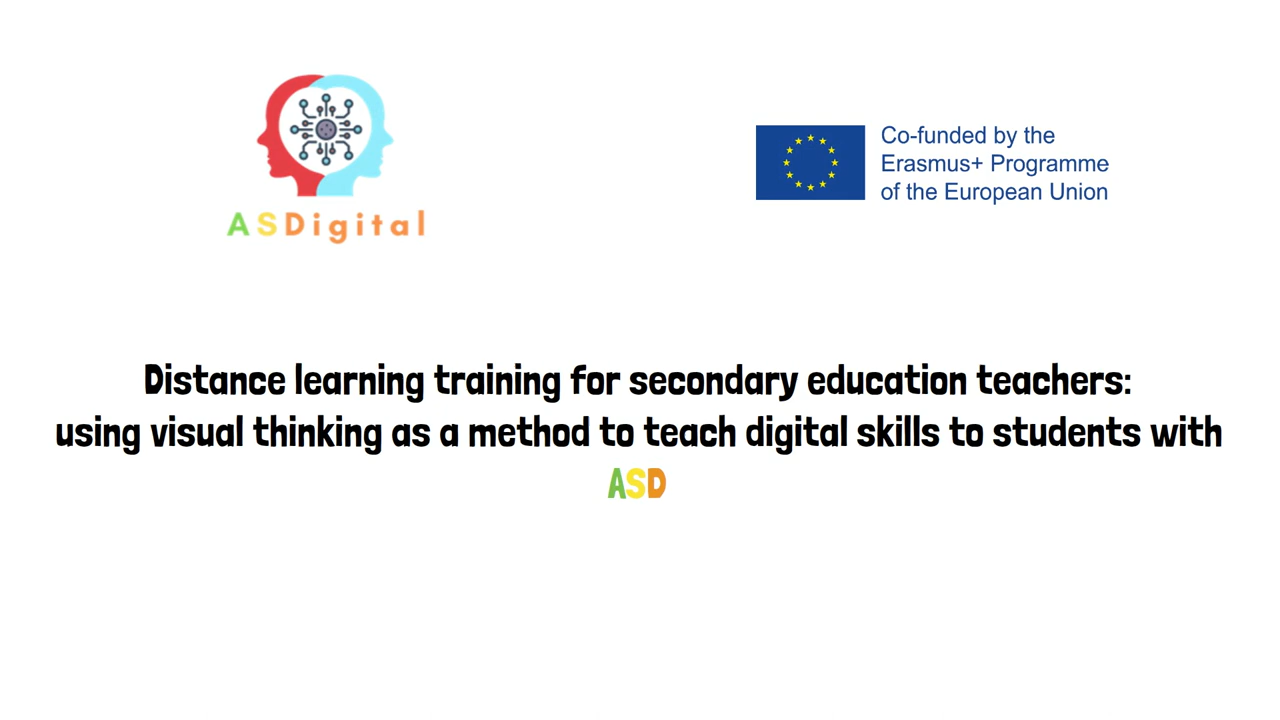 ASDigital
Co-funded by the
Erasmus+ Programme
of the European Union
Distance learning training for secondary education teachers:
using visual thinking as a method to teach digital skills to students with
ASD